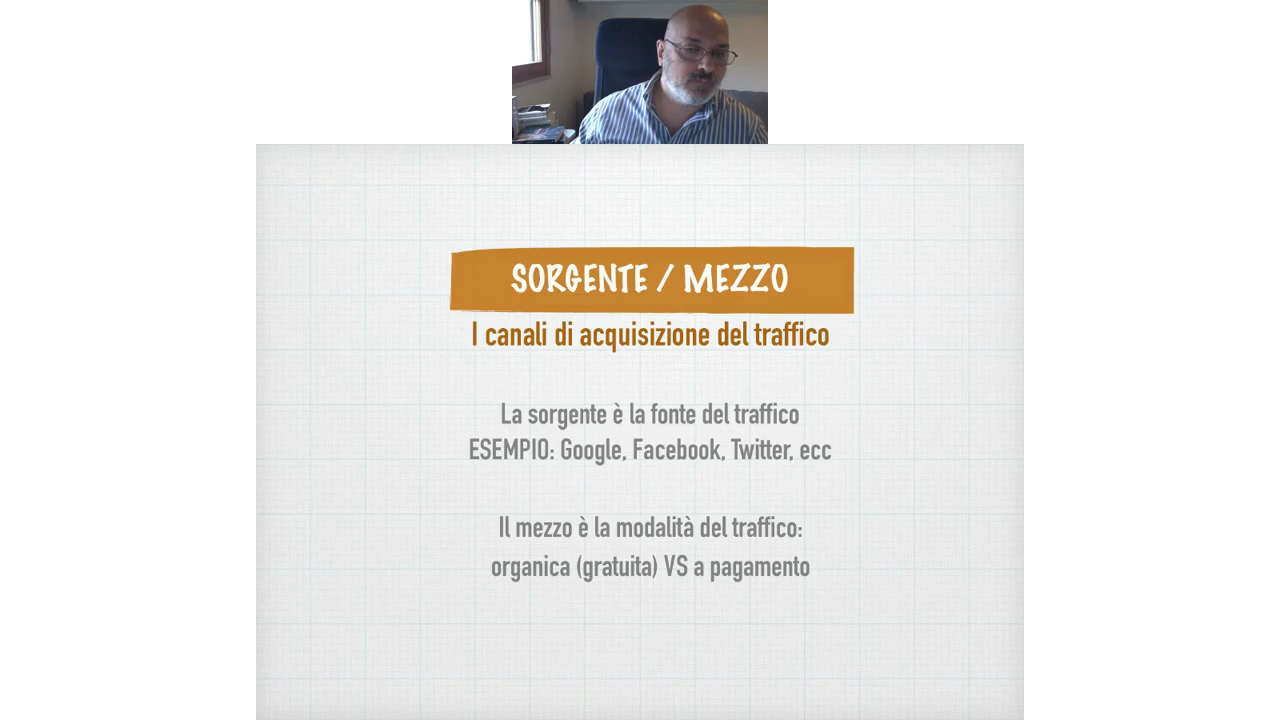 SORGENTE / MEZZO
I canali di acquisizione del traffico
La sorgente è la fonte del traffico
ESEMPIO: Google, Facebook, Twitter, ecc
Il mezzo è la modalità del traffico:
organica (gratuita) VS a pagamento